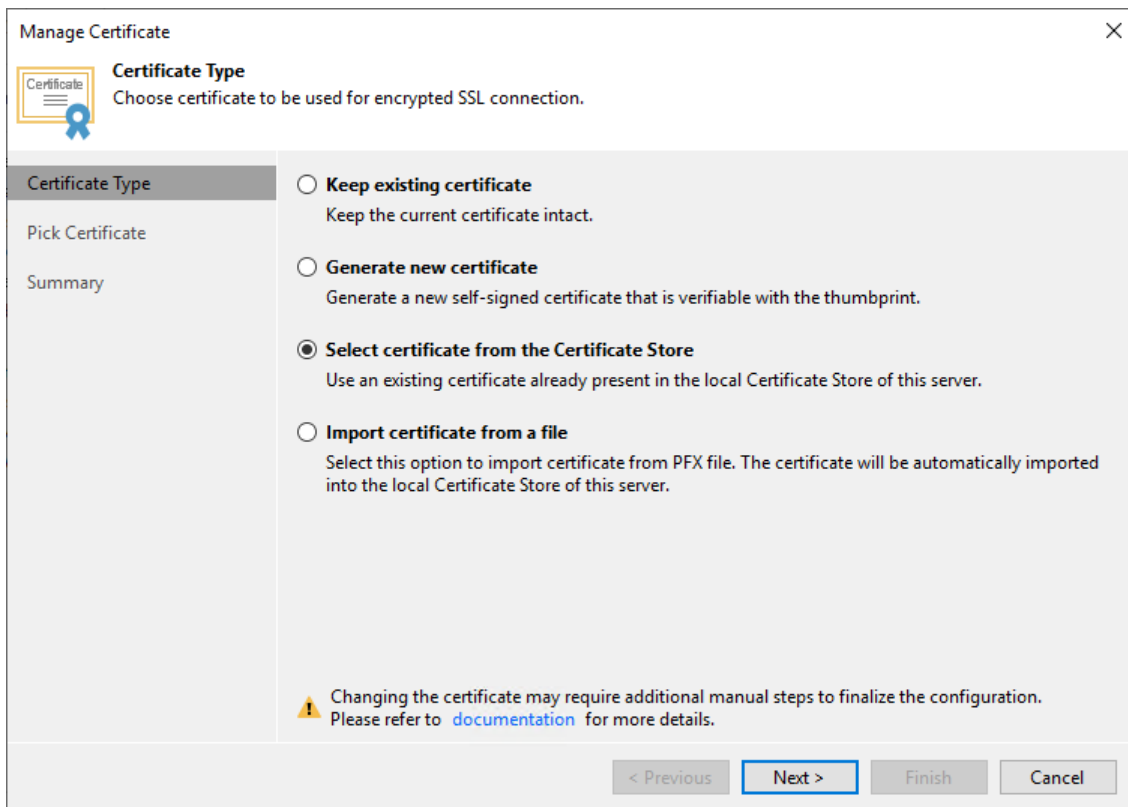 Manage Certificate
Certificate
Certificate Type
Choose certificate to be used for encrypted SSL connection.
Certificate Type
Pick Certificate
Summary
Keep existing certificate
Keep the current certificate intact.
Generate new certificate
Generate a new self-signed certificate that is verifiable with the thumbprint.
Select certificate from the Certificate Store
Use an existing certificate already present in the local Certificate Store of this server.
Import certificate from a file
Select this option to import certificate from PFX file. The certificate will be automatically imported
into the local Certificate Store of this server.
Changing the certificate may require additional manual steps to finalize the configuration.
Please refer to documentation for more details.
< Previous
Next >
Finish
Cancel